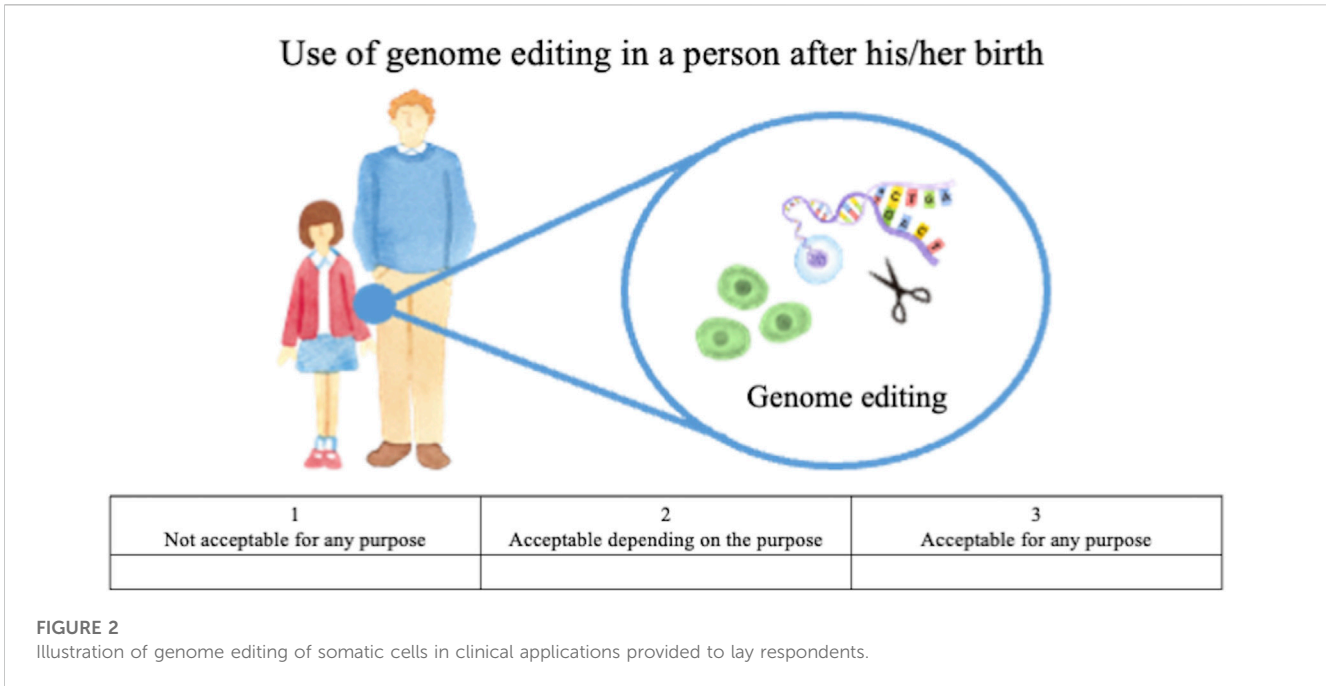 Use of genome editing in a person after his/her birth
C T G A
G A C T
Genome editing
1
Not acceptable for any purpose
2
Acceptable depending on the purpose
3
Acceptable for any purpose
FIGURE 2
Illustration of genome editing of somatic cells in clinical applications provided to lay respondents.